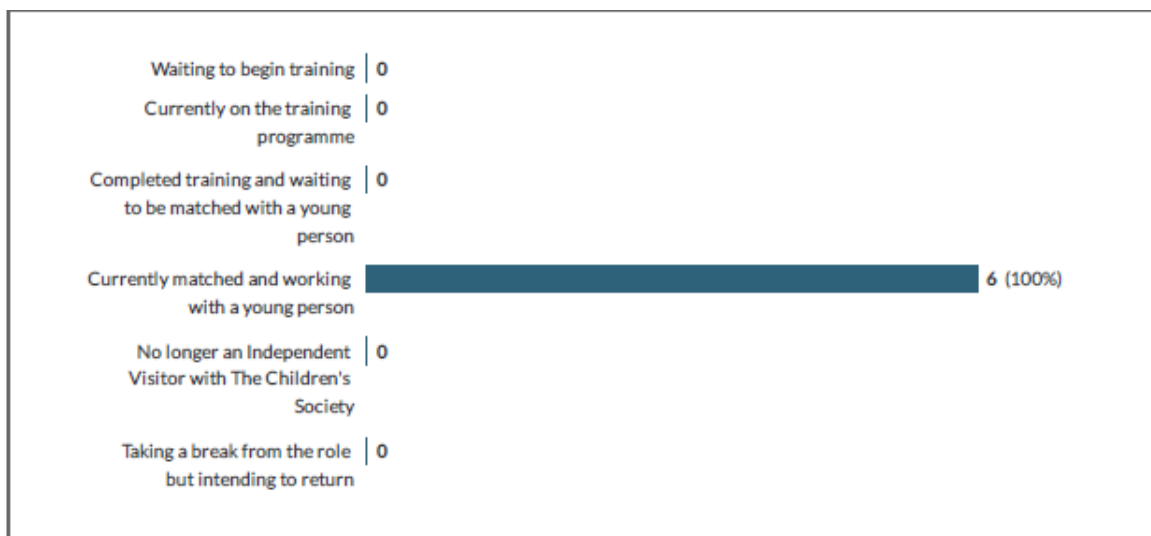 Waiting to begin training 0
Currently on the training 0
programme
Completed training and waiting 0
to be matched with a young
person
Currently matched and working 6 (100%)
with a young person
No longer an Independent 0
Visitor with The Children's
Society
Taking a break from the role 0
but intending to return